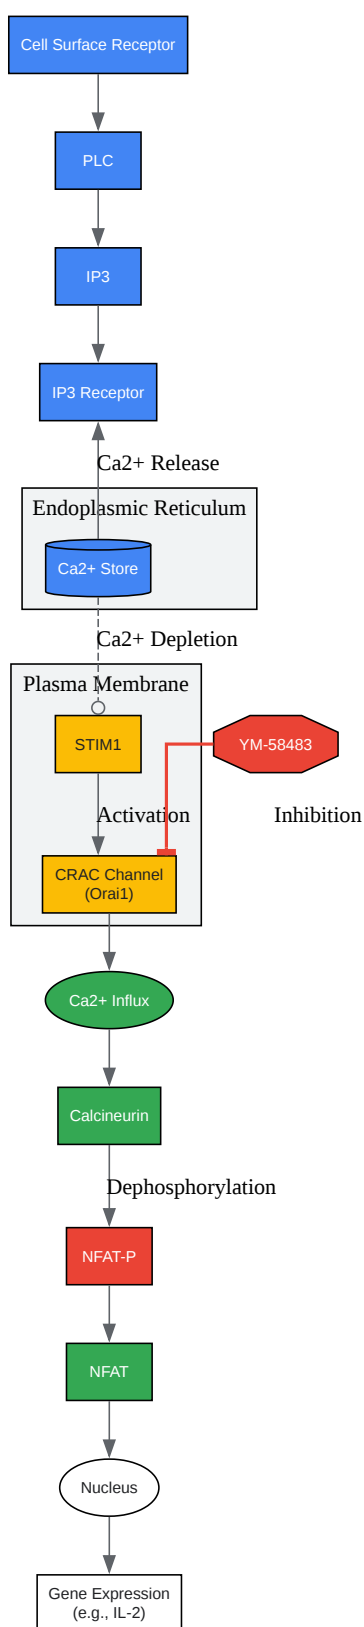 Cell Surface Receptor
PLC
IP3
IP3 Receptor
Ca2+ Release
Endoplasmic Reticulum
Ca2+ Store
Ca2+ Depletion
Plasma Membrane
STIM1
YM-58483
Activation
Inhibition
CRAC Channel
(Orai1)
Ca2+ Influx
Calcineurin
Dephosphorylation
NFAT-P
NFAT
Nucleus
Gene Expression
(e.g., IL-2)